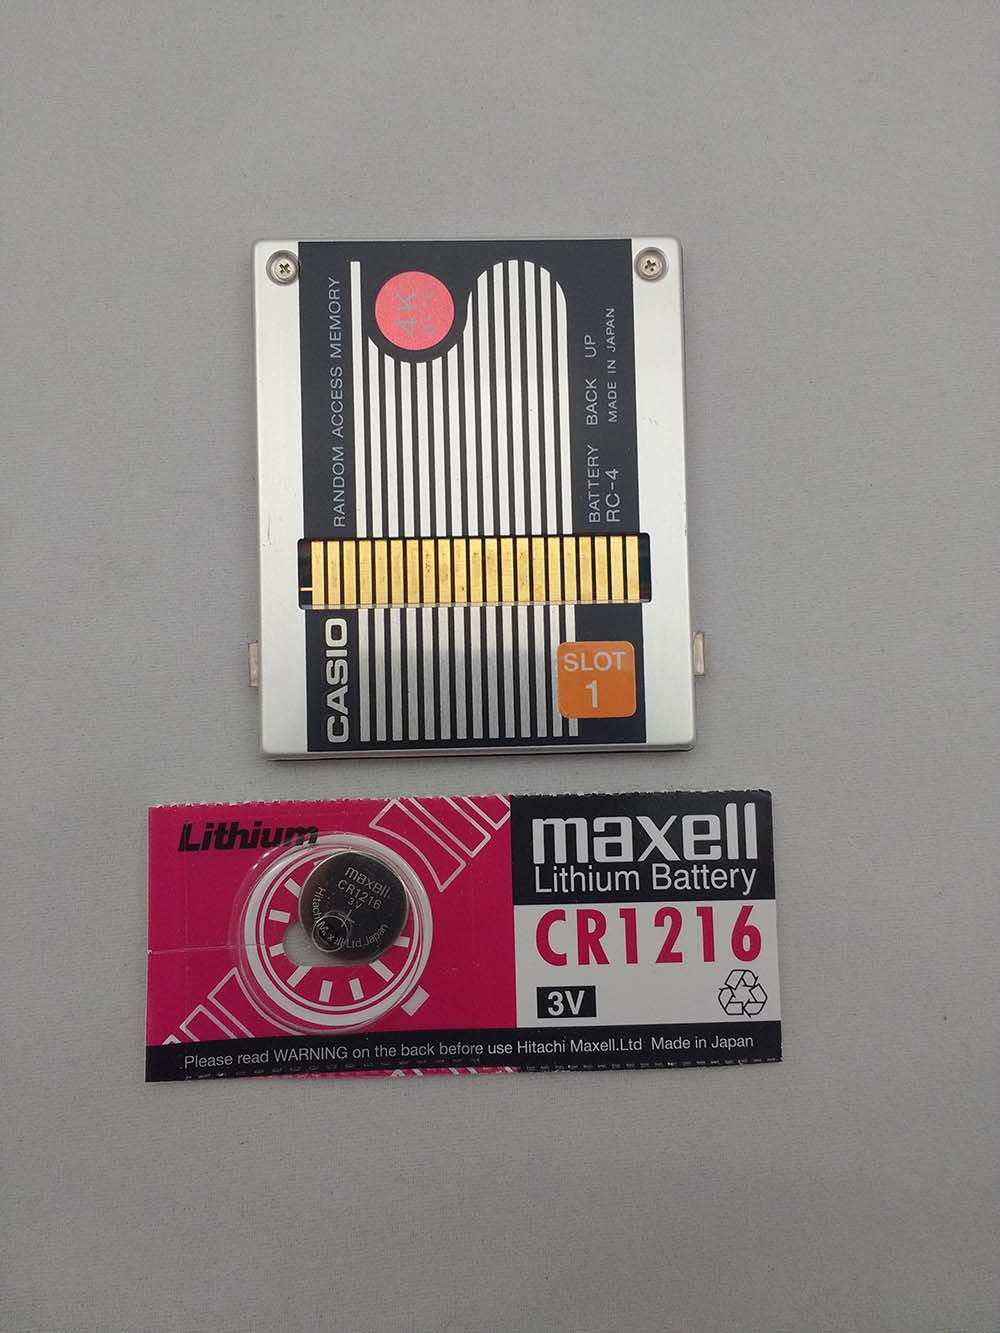 RANDOM ACCESS MEMORY
4K
BYTE
BATTERY BACK UP
RC-4
MADE IN JAPAN
CASIO
SLOT
1
Lithium
maxell
CR1216
3V
maxell
Lithium Battery
CR1216
3V
Please read WARNING on the back before use Hitachi Maxell.Ltd Made in Japan